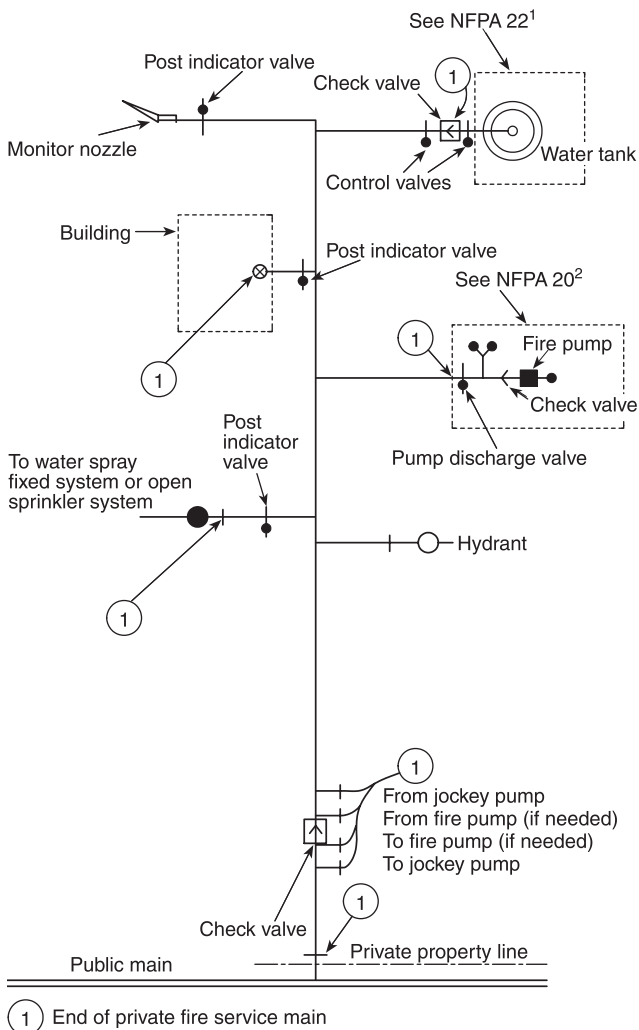 See NFPA 22¹
Post indicator valve
Check valve
1
Monitor nozzle
Water tank
Control valves
Building
Post indicator valve
See NFPA 20²
1
Fire pump
1
Check valve
Post
indicator
valve
Pump discharge valve
To water spray
fixed system or open
sprinkler system
Hydrant
1
1
From jockey pump
From fire pump (if needed)
To fire pump (if needed)
To jockey pump
1
Check valve
Private property line
Public main
1 End of private fire service main